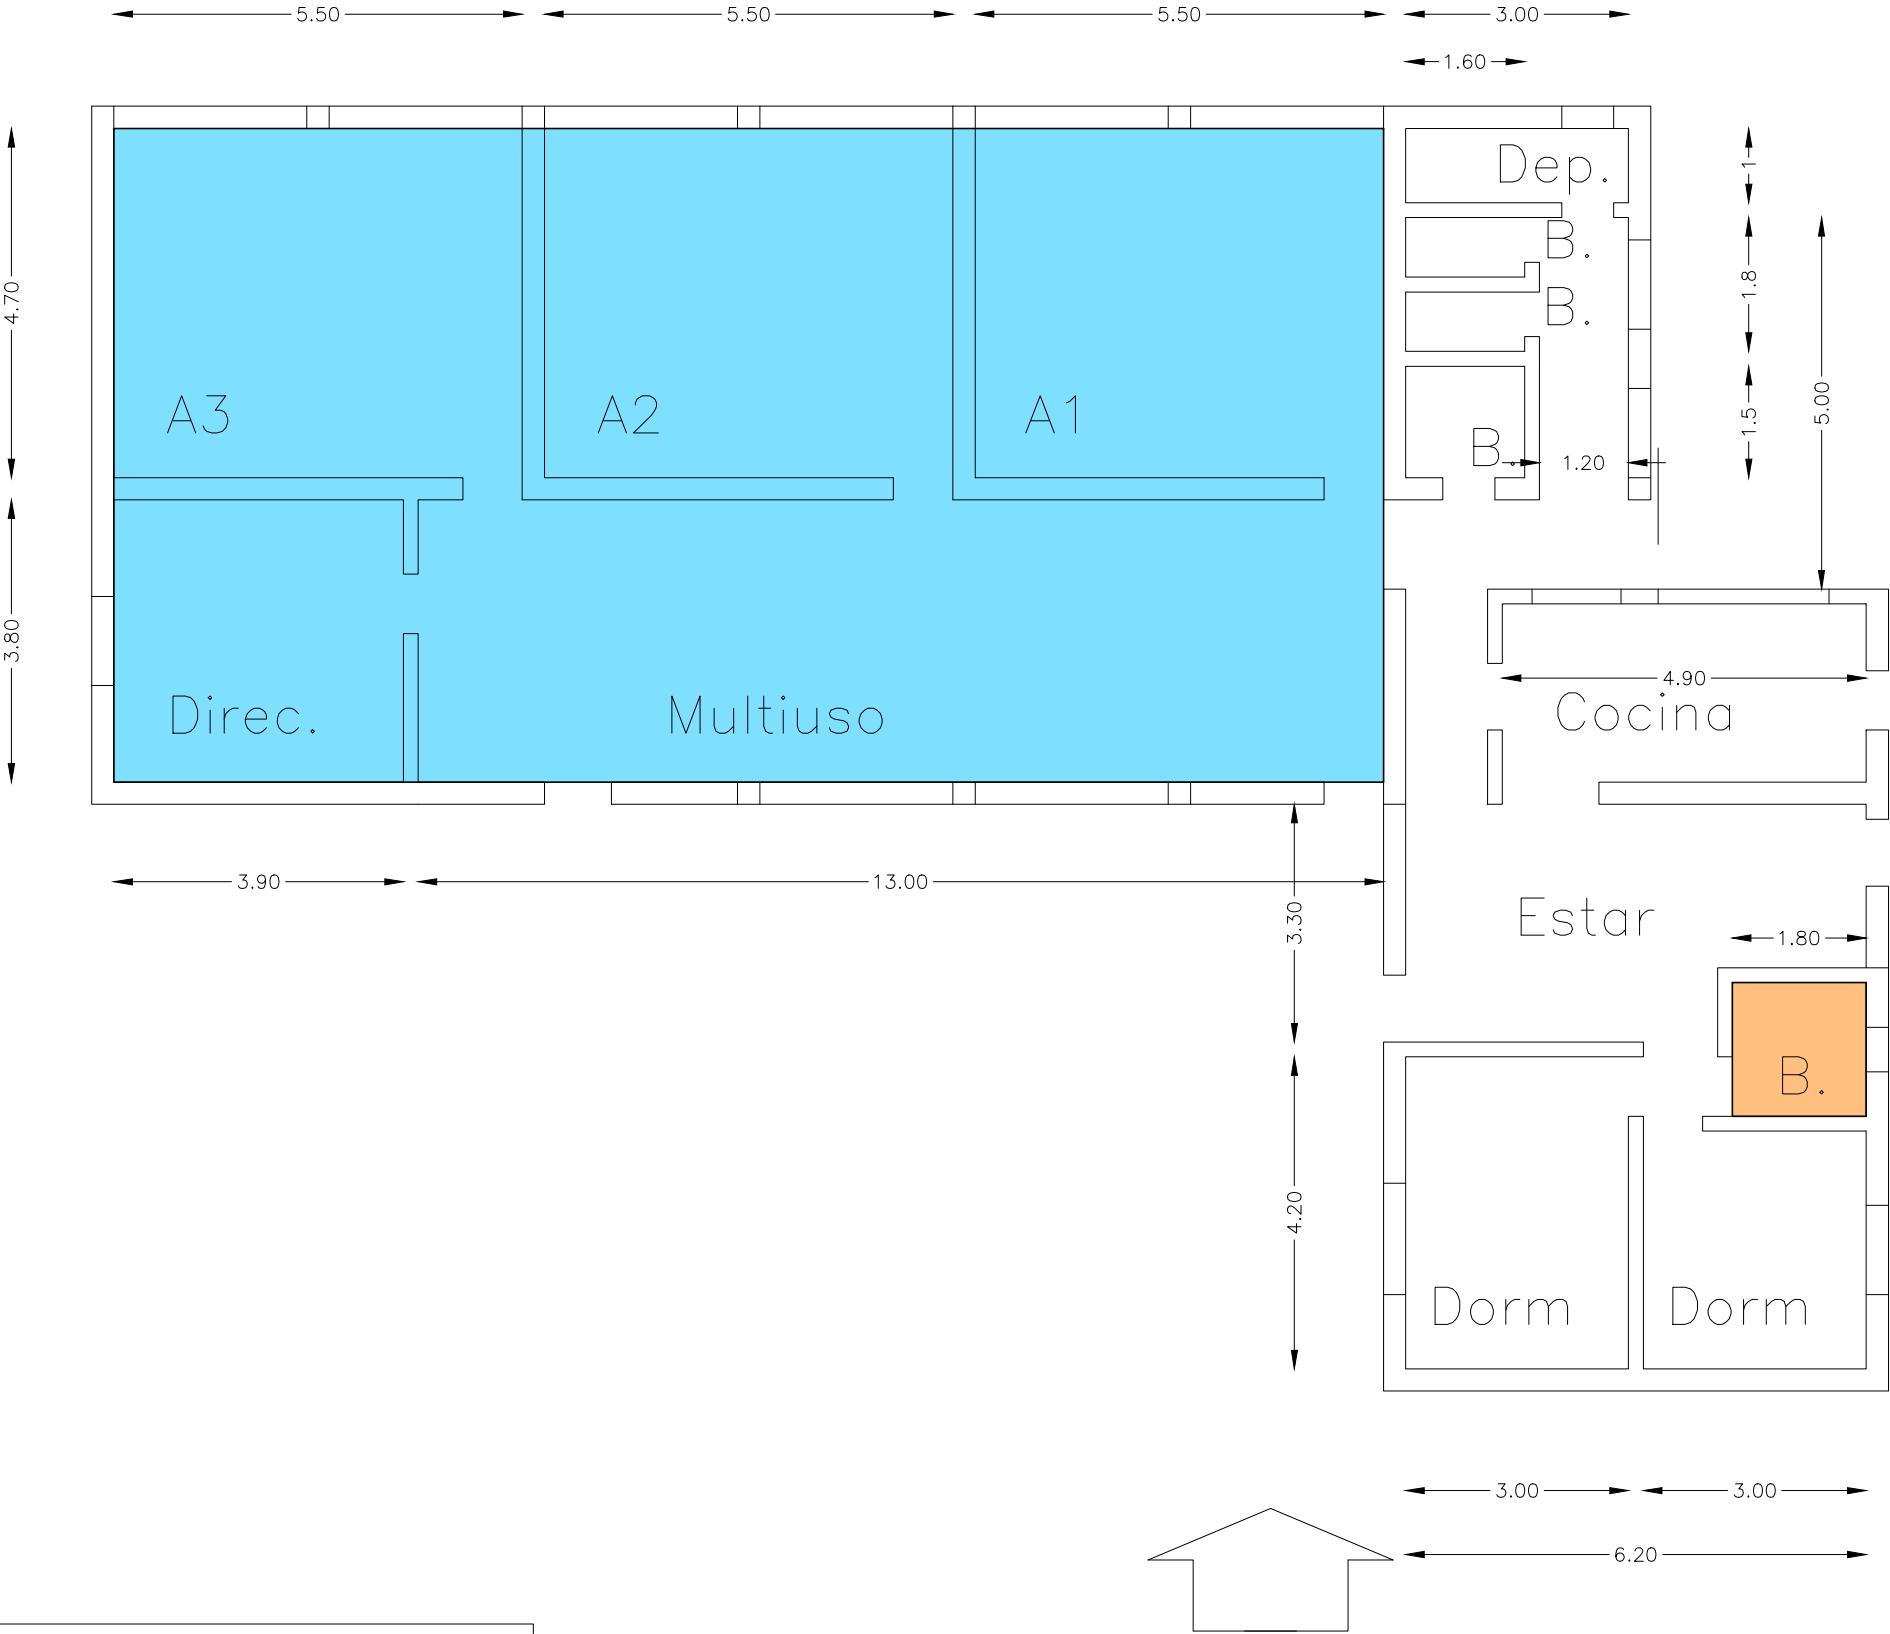 5.50 5.50 5.50 3.00
1.60
Dep.
1
B.
4.70 1.8
B.
A3 A2 A1 5.00
1.5
B. 1.20
3.80
4.90
Direc. Multiuso Cocina
3.90 13.00
3.30
Estar
1.80
B.
4.20
Dorm Dorm
3.00 3.00
6.20